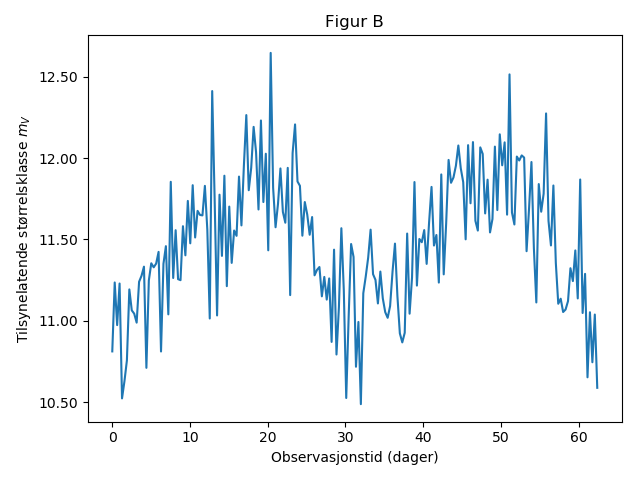 Figur B
Tilsynelatende størrelsklasse $m_V$
12.50
12.00
11.50
11.00
10.50
0 10 20 30 40 50 60
Observasjonstid (dager)